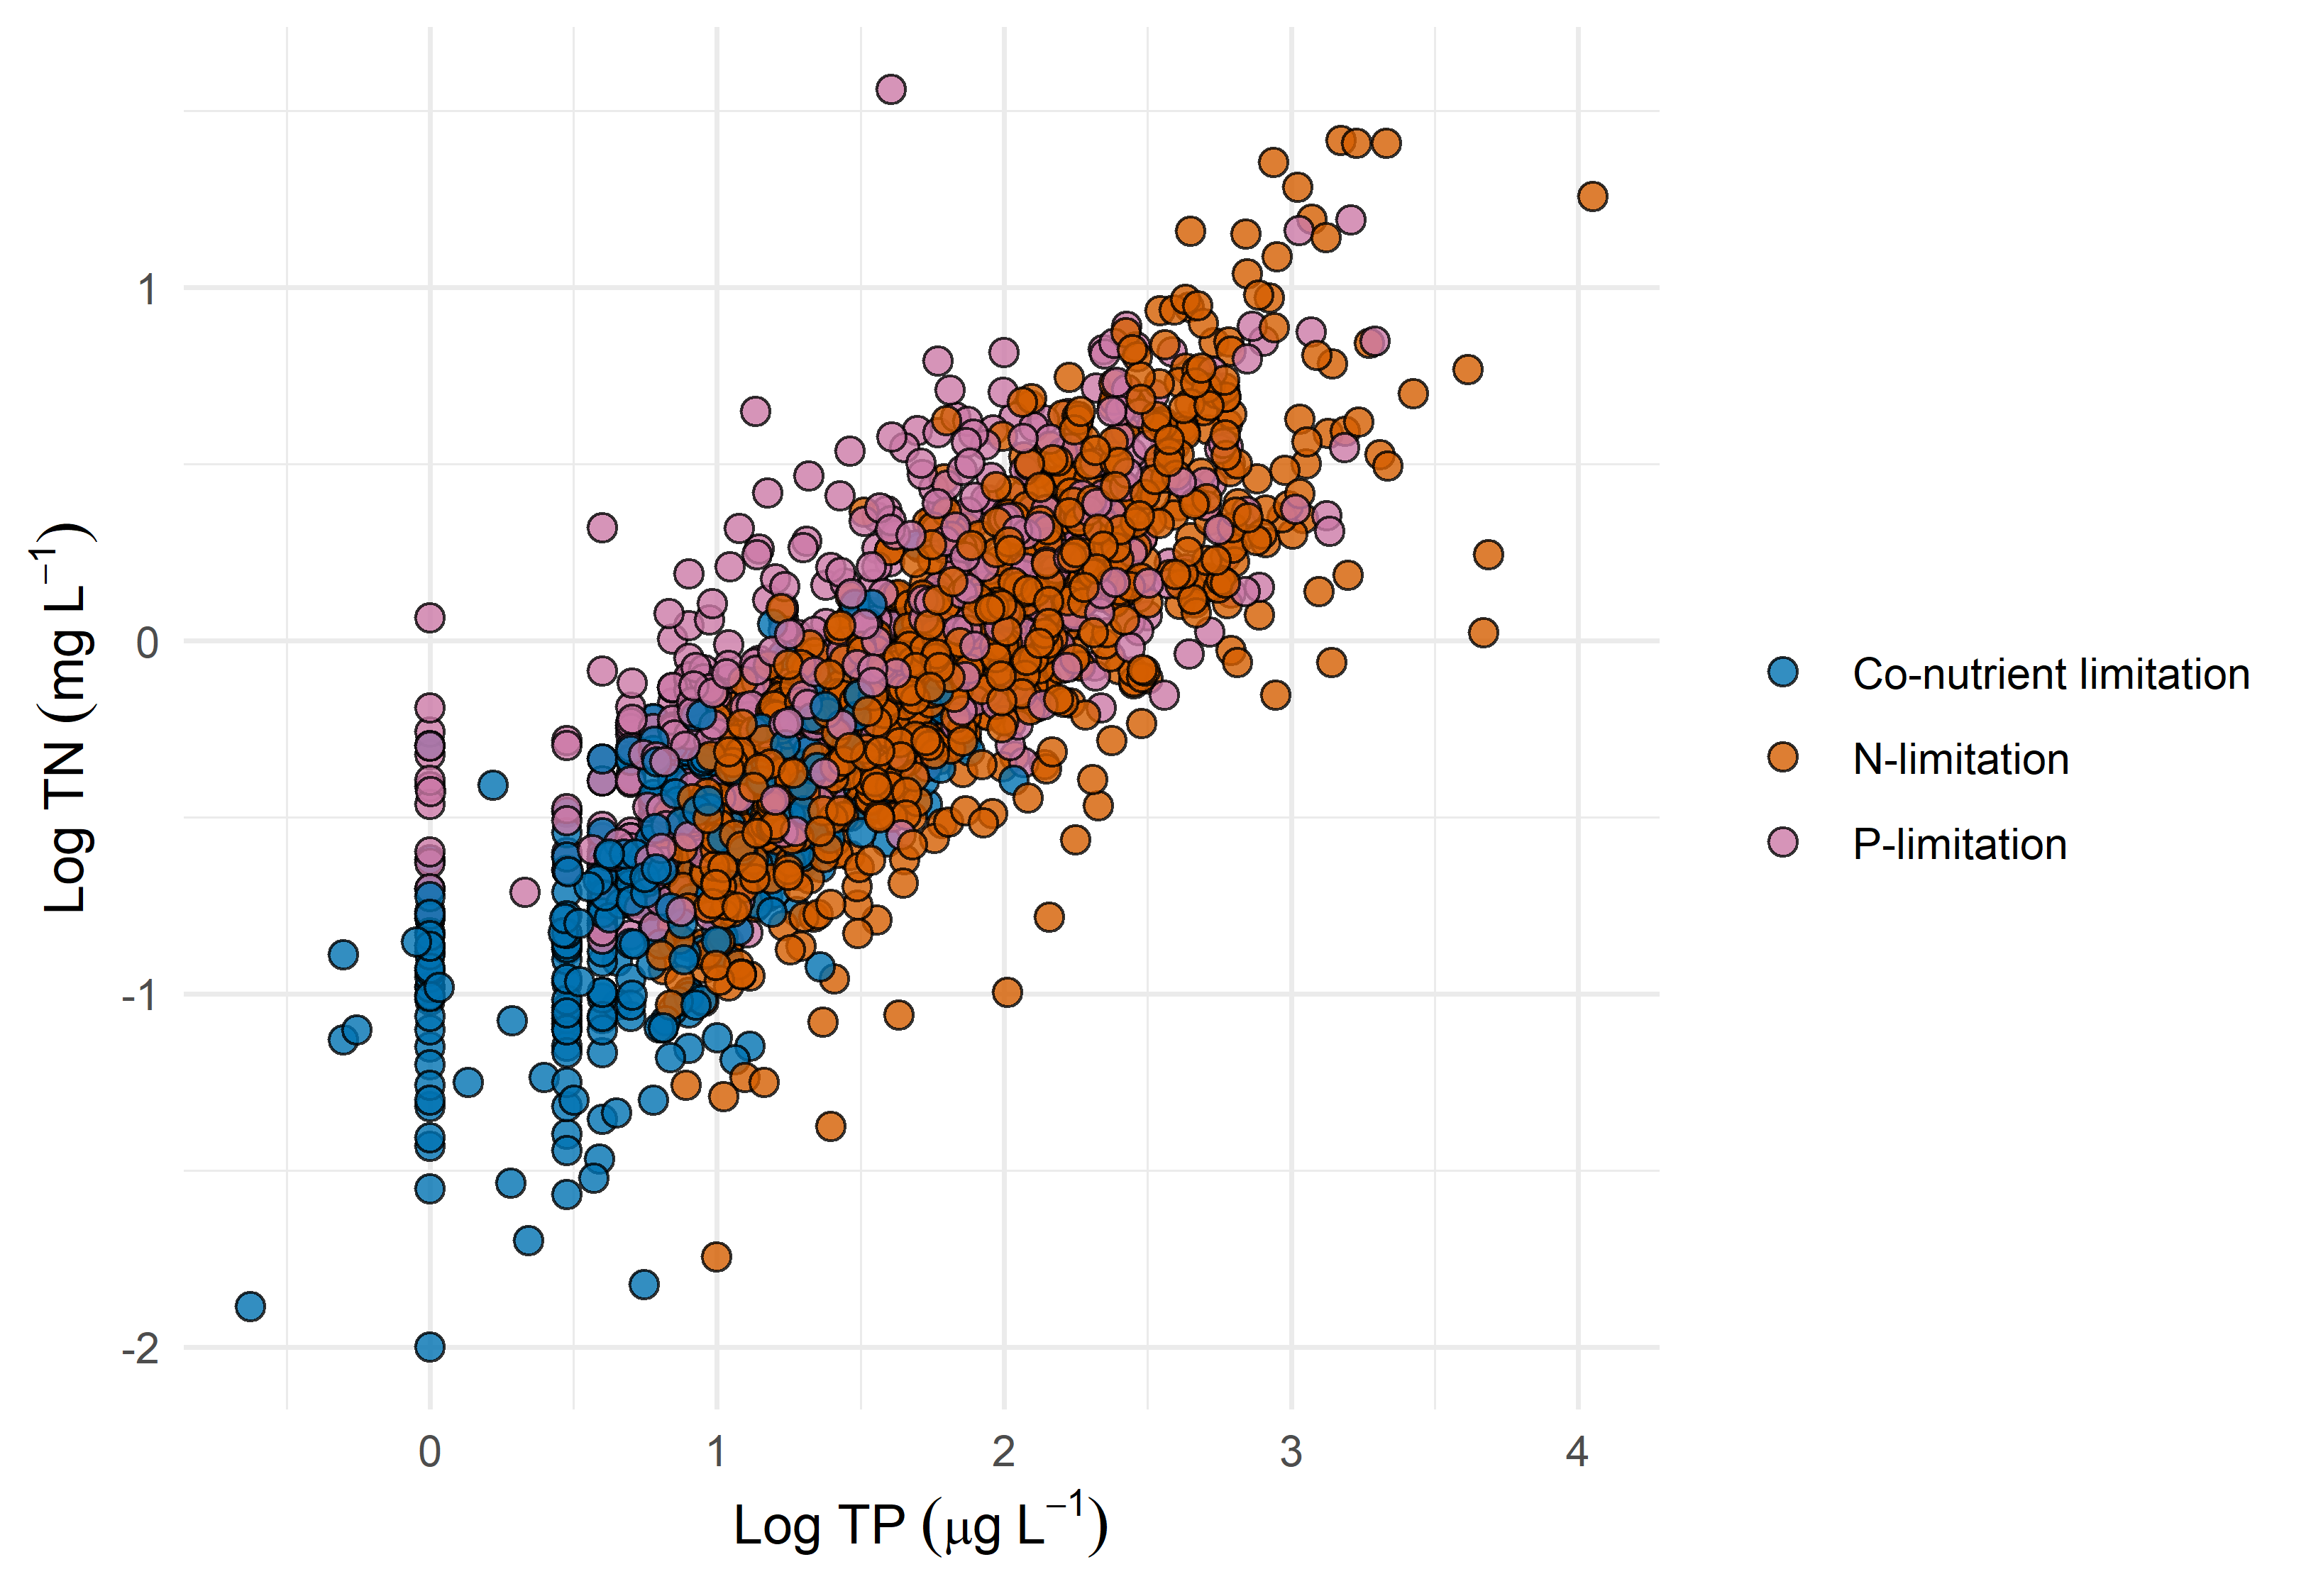 Log TN (mg L⁻¹)
1
0
-1
-2
0 1 2 3 4
Log TP (μg L⁻¹)
Co-nutrient limitation
N-limitation
P-limitation